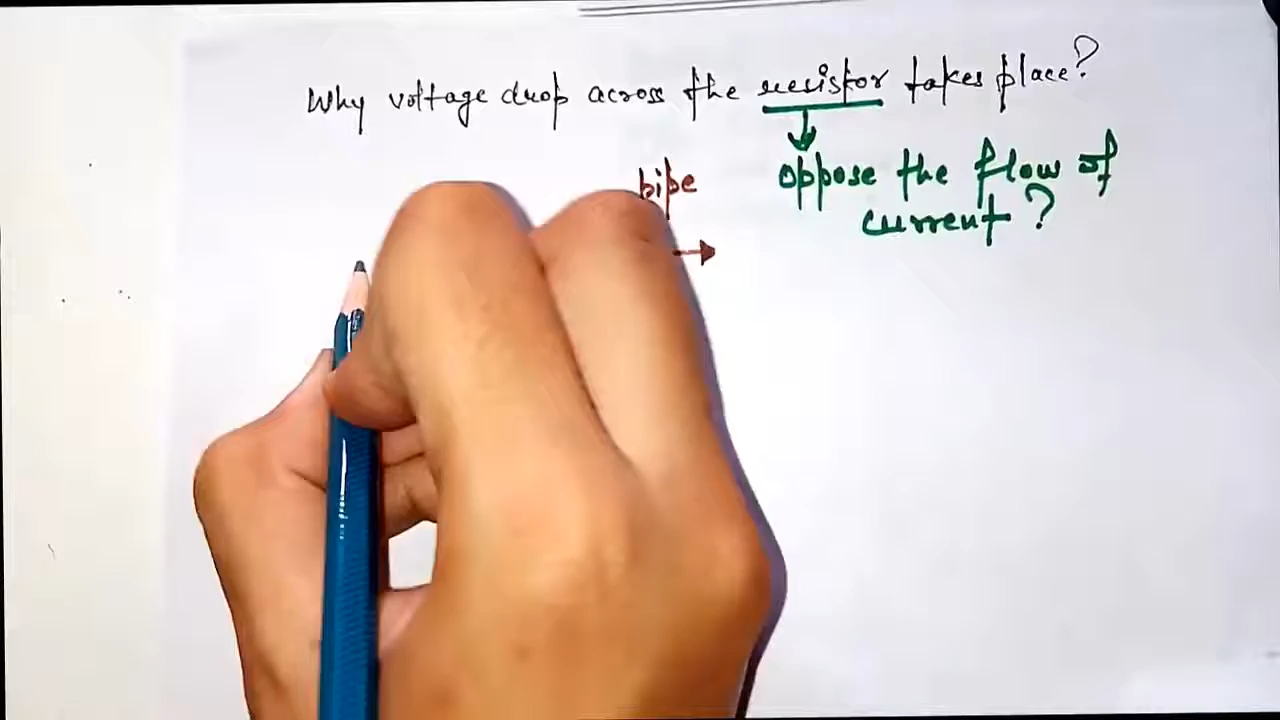 Why voltage drop across the resistor takes place?
oppose the flow of
current?
pipe